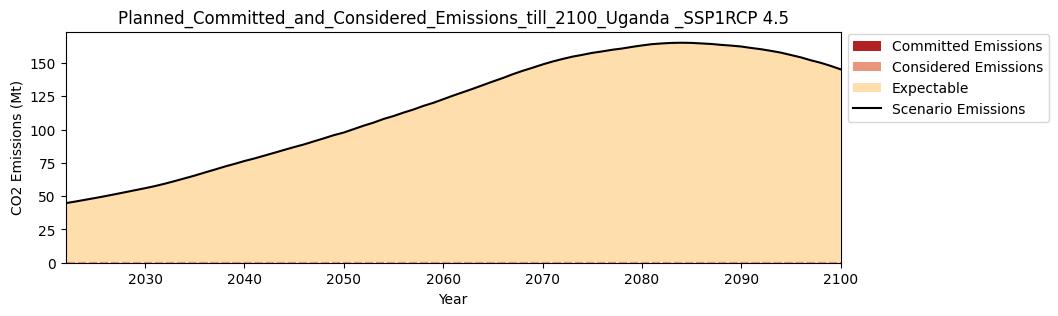 Planned_Committed_and_Considered_Emissions_till_2100_Uganda _SSP1RCP 4.5
CO2 Emissions (Mt)
150
125
100
75
50
25
0
2030 2040 2050 2060 2070 2080 2090 2100
Year
Committed Emissions
Considered Emissions
Expectable
Scenario Emissions